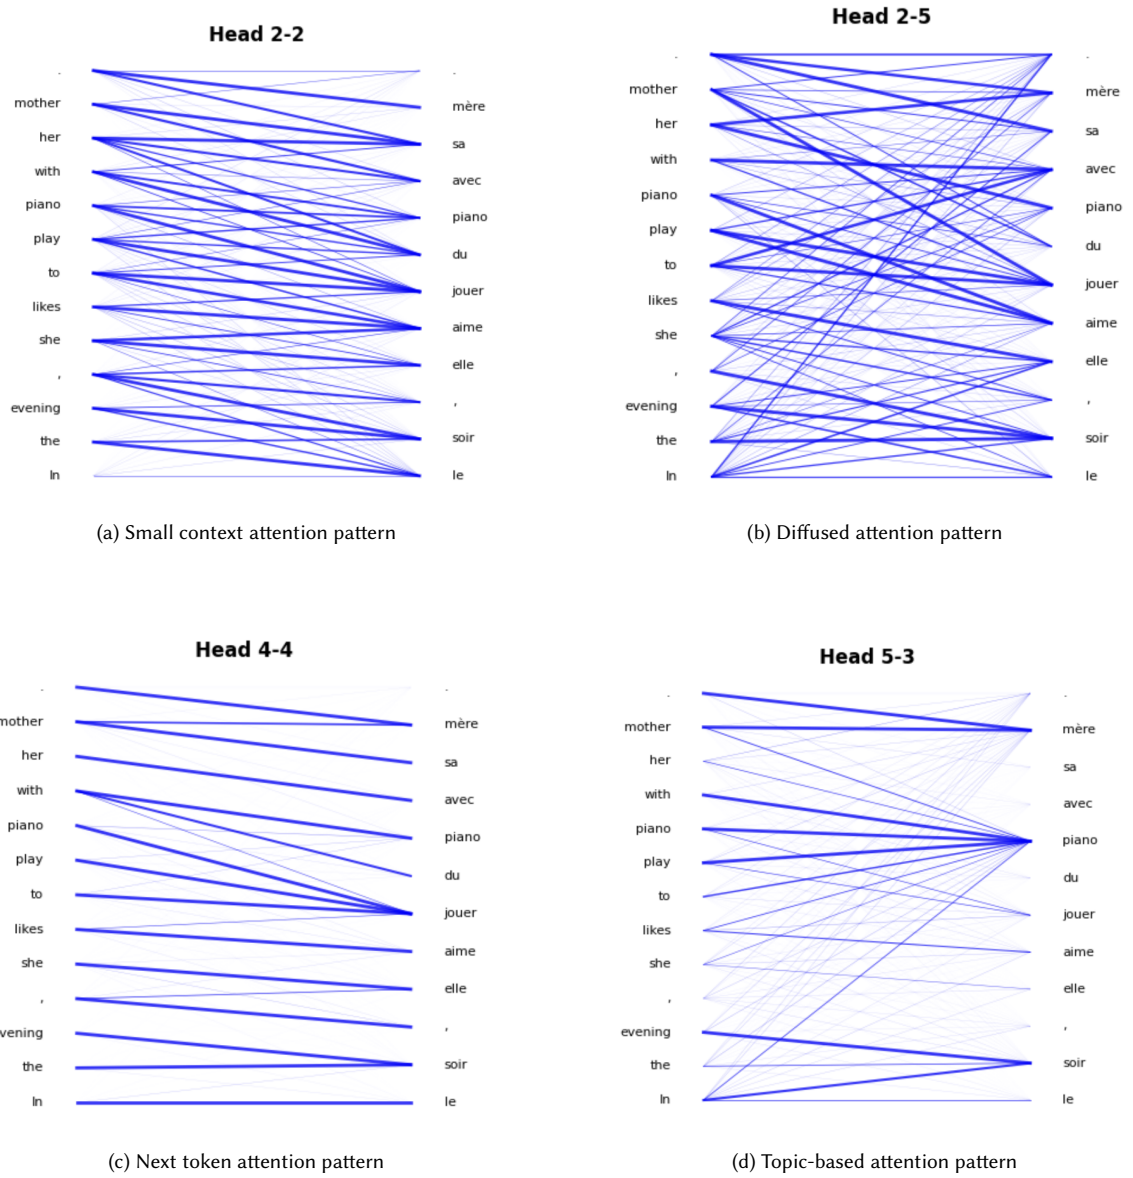 Head 2-2
.
mother
her
with
piano
play
to
likes
she
,
evening
the
In
.
mère
sa
avec
piano
du
jouer
aime
elle
,
soir
le
(a) Small context attention pattern
Head 2-5
.
mother
her
with
piano
play
to
likes
she
,
evening
the
In
.
mère
sa
avec
piano
du
jouer
aime
elle
,
soir
le
(b) Diffused attention pattern
Head 4-4
.
mother
her
with
piano
play
to
likes
she
,
vening
the
In
.
mère
sa
avec
piano
du
jouer
aime
elle
,
soir
le
(c) Next token attention pattern
Head 5-3
.
mother
her
with
piano
play
to
likes
she
,
evening
the
In
.
mère
sa
avec
piano
du
jouer
aime
elle
,
soir
le
(d) Topic-based attention pattern